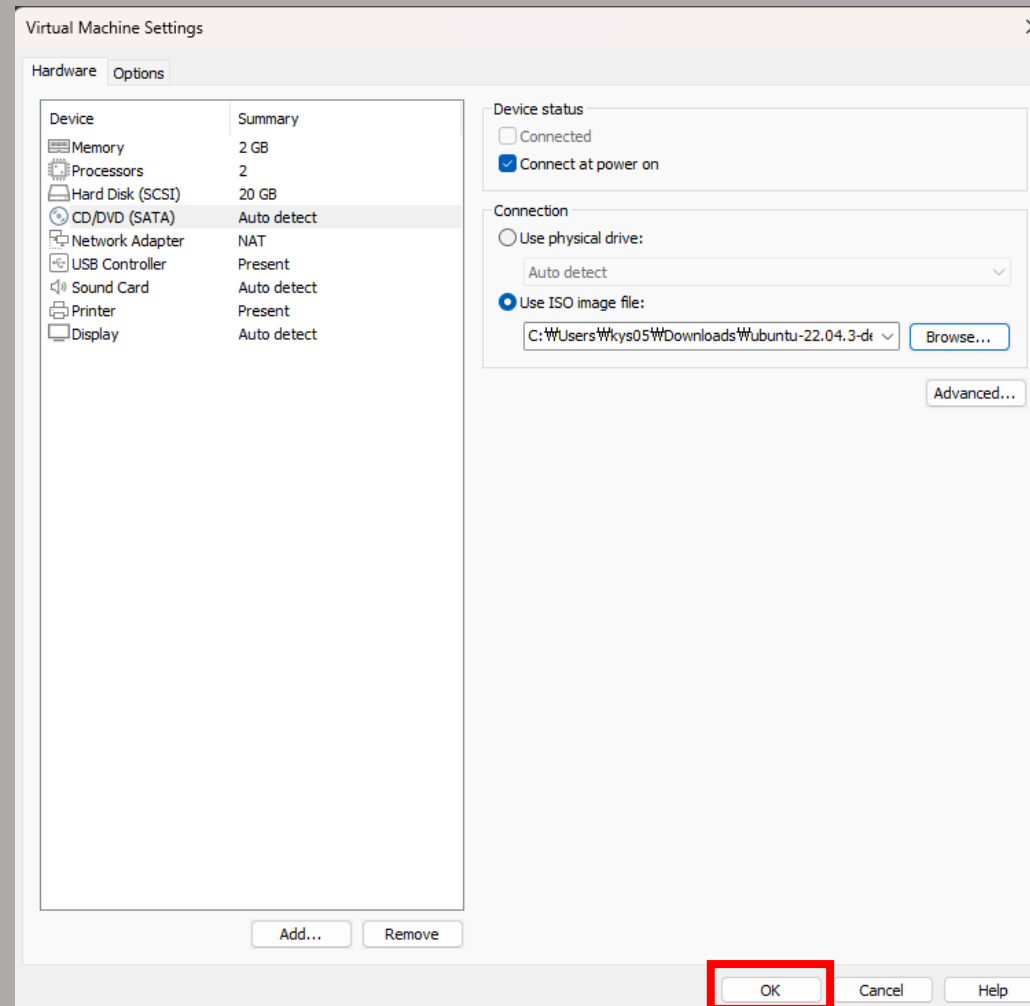 Virtual Machine Settings
Hardware Options
Device Summary
Memory 2 GB
Processors 2
Hard Disk (SCSI) 20 GB
CD/DVD (SATA) Auto detect
Network Adapter NAT
USB Controller Present
Sound Card Auto detect
Printer Present
Display Auto detect
Add... Remove
Device status
Connected
Connect at power on
Connection
Use physical drive:
Auto detect
Use ISO image file:
C:₩Users₩kys05₩Downloads₩ubuntu-22.04.3-de
Browse...
Advanced...
OK Cancel Help